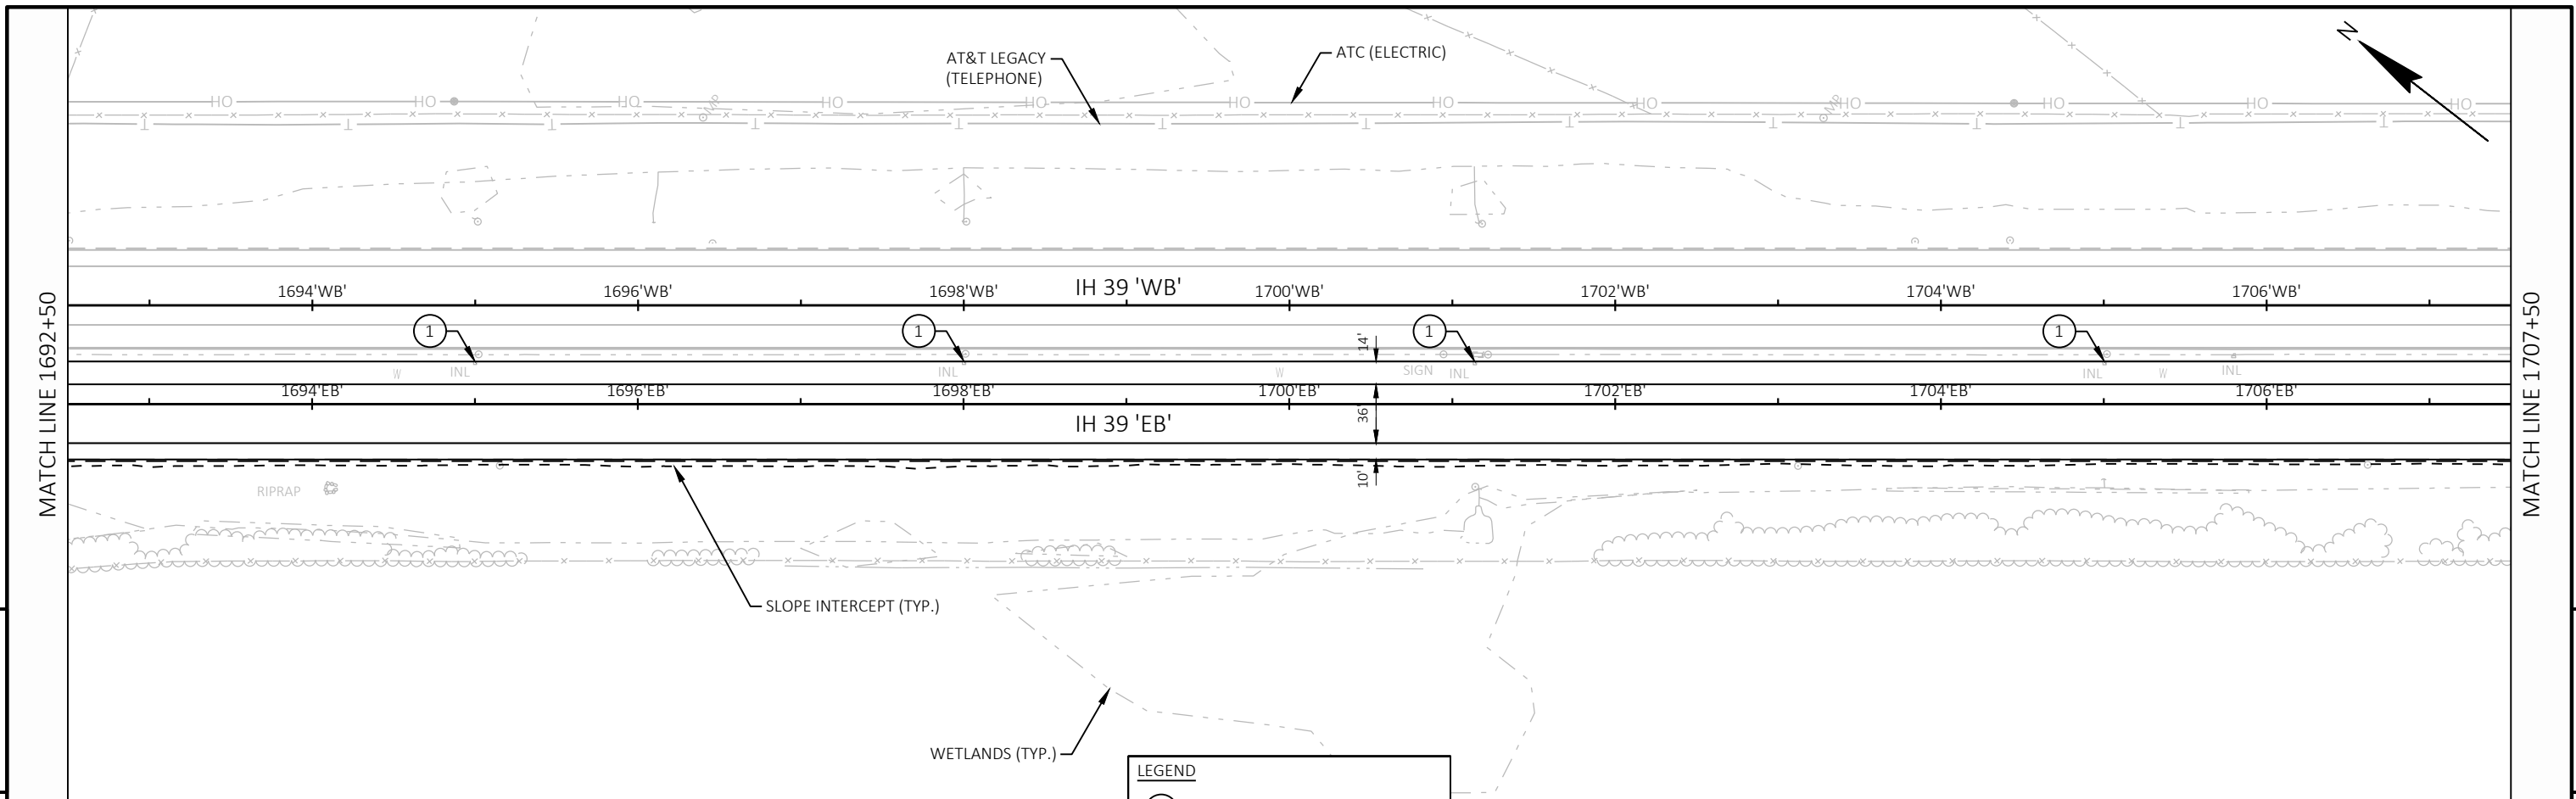 N
AT&T LEGACY
(TELEPHONE)
ATC (ELECTRIC)
HO HO HO HO HO HO HO HO HO HO HO HO
MP MP
MATCH LINE 1692+50
MATCH LINE 1707+50
IH 39 'WB'
1694'WB' 1696'WB' 1698'WB' 1700'WB' 1702'WB' 1704'WB' 1706'WB'
1 1 1 1
14'
W INL INL W SIGN INL INL W INL
1694'EB' 1696'EB' 1698'EB' 1700'EB' 1702'EB' 1704'EB' 1706'EB'
36'
IH 39 'EB'
10'
RIPRAP
SLOPE INTERCEPT (TYP.)
WETLANDS (TYP.)
LEGEND